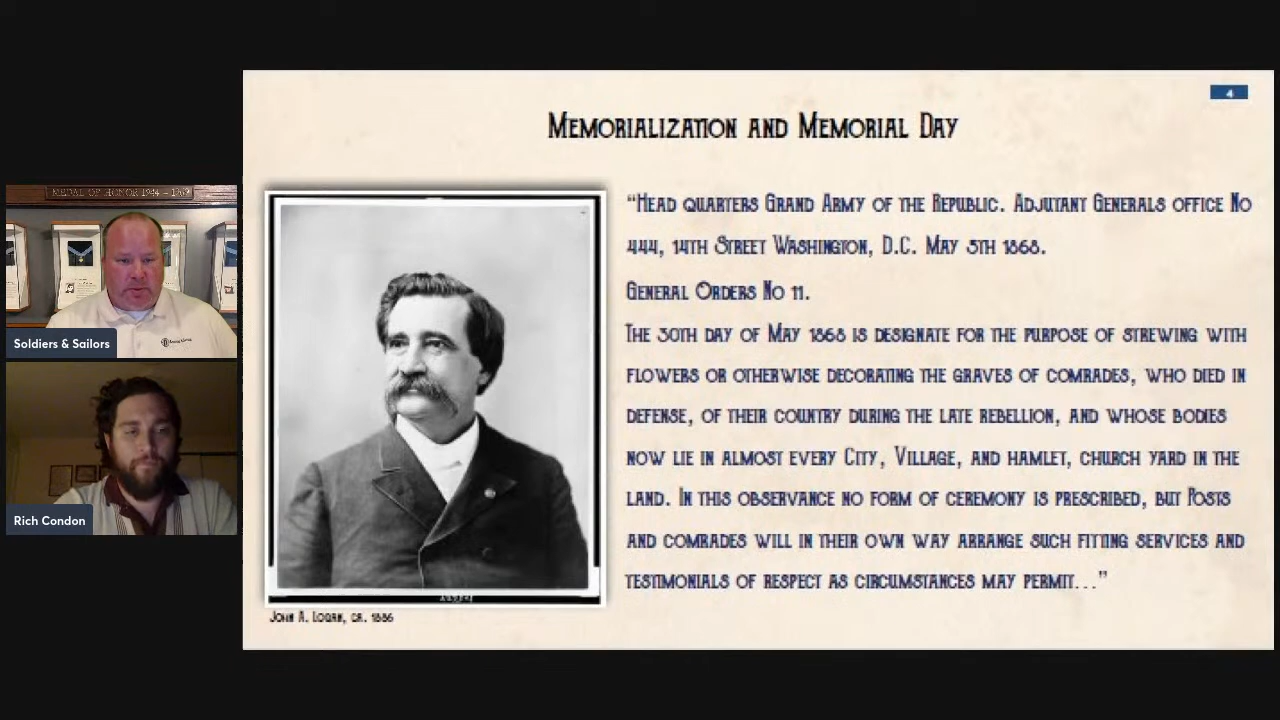 4
Memorialization and Memorial Day
MEDAL OF HONOR 1944 - 1967
Soldiers & Sailors
Rich Condon
“Head quarters Grand Army of the Republic. Adjutant Generals office No
444, 14th Street Washington, D.C. May 5th 1868.
General Orders No 11.
The 30th day of May 1868 is designate for the purpose of strewing with
flowers or otherwise decorating the graves of comrades, who died in
defense, of their country during the late rebellion, and whose bodies
now lie in almost every City, Village, and hamlet, church yard in the
land. In this observance no form of ceremony is prescribed, but Posts
and comrades will in their own way arrange such fitting services and
testimonials of respect as circumstances may permit...”
John A. Logan, ca. 1886